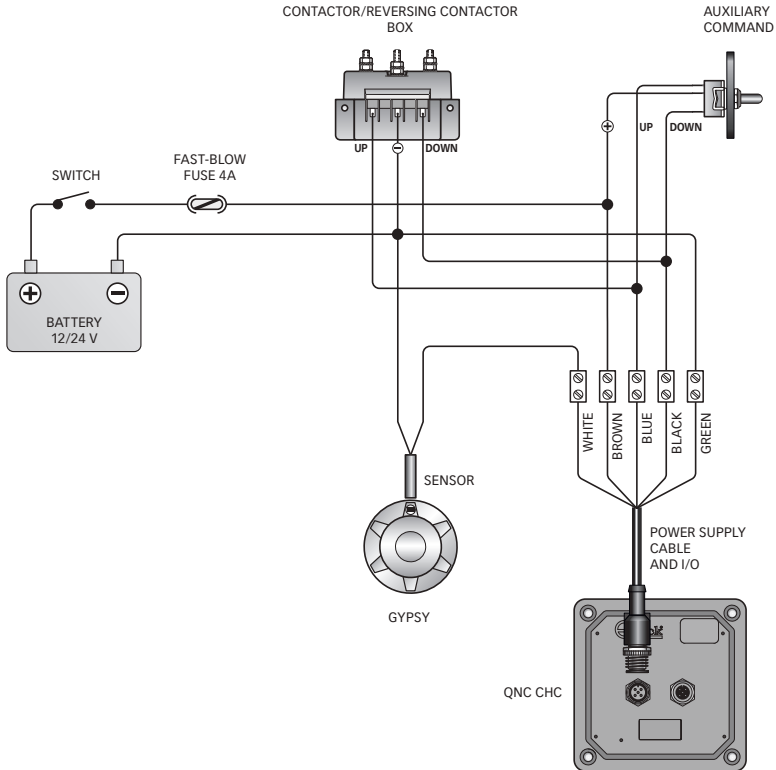 CONTACTOR/REVERSING CONTACTOR
BOX
AUXILIARY
COMMAND
UP
DOWN
UP
DOWN
SWITCH
FAST-BLOW
FUSE 4A
BATTERY
12/24 V
WHITE
BROWN
BLUE
BLACK
GREEN
SENSOR
GYPSY
POWER SUPPLY
CABLE
AND I/O
QNC CHC